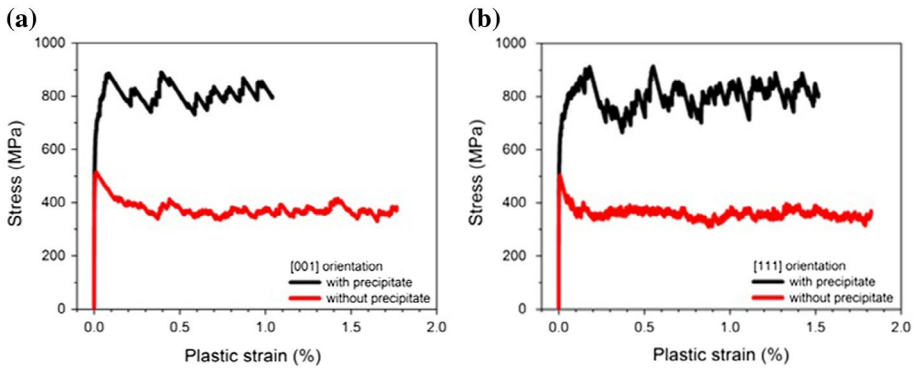 (a)
1000
800
600
400
200
0
Stress (MPa)
[001] orientation
with precipitate
without precipitate
0.0 0.5 1.0 1.5 2.0
Plastic strain (%)
(b)
1000
800
600
400
200
0
Stress (MPa)
[111] orientation
with precipitate
without precipitate
0.0 0.5 1.0 1.5 2.0
Plastic strain (%)